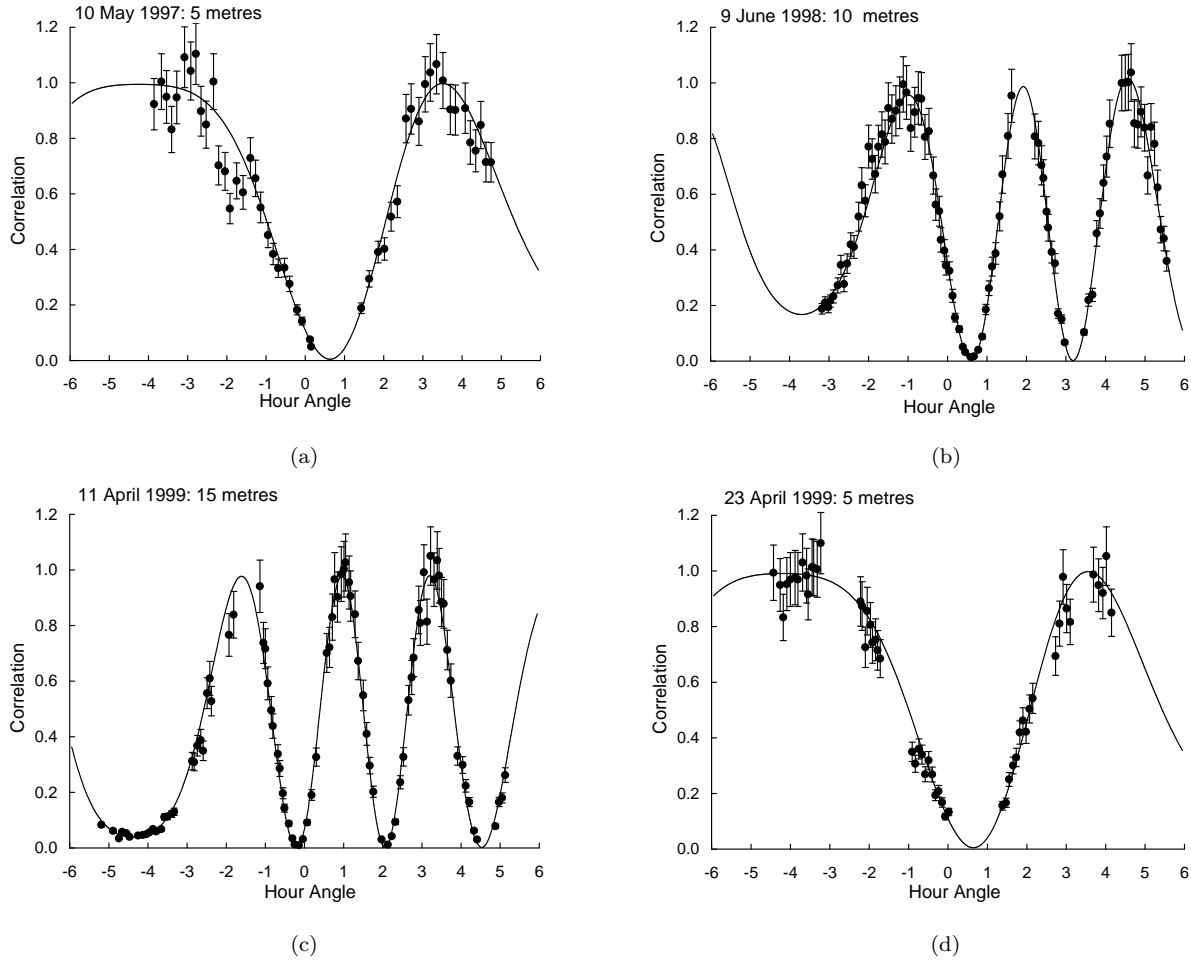 10 May 1997: 5 metres
1.2
1.0
0.8
0.6
0.4
0.2
0.0
Correlation
-6 -5 -4 -3 -2 -1 0 1 2 3 4 5 6
Hour Angle
(a)
9 June 1998: 10 metres
1.2
1.0
0.8
0.6
0.4
0.2
0.0
Correlation
-6 -5 -4 -3 -2 -1 0 1 2 3 4 5 6
Hour Angle
(b)
11 April 1999: 15 metres
1.2
1.0
0.8
0.6
0.4
0.2
0.0
Correlation
-6 -5 -4 -3 -2 -1 0 1 2 3 4 5 6
Hour Angle
(c)
23 April 1999: 5 metres
1.2
1.0
0.8
0.6
0.4
0.2
0.0
Correlation
-6 -5 -4 -3 -2 -1 0 1 2 3 4 5 6
Hour Angle
(d)